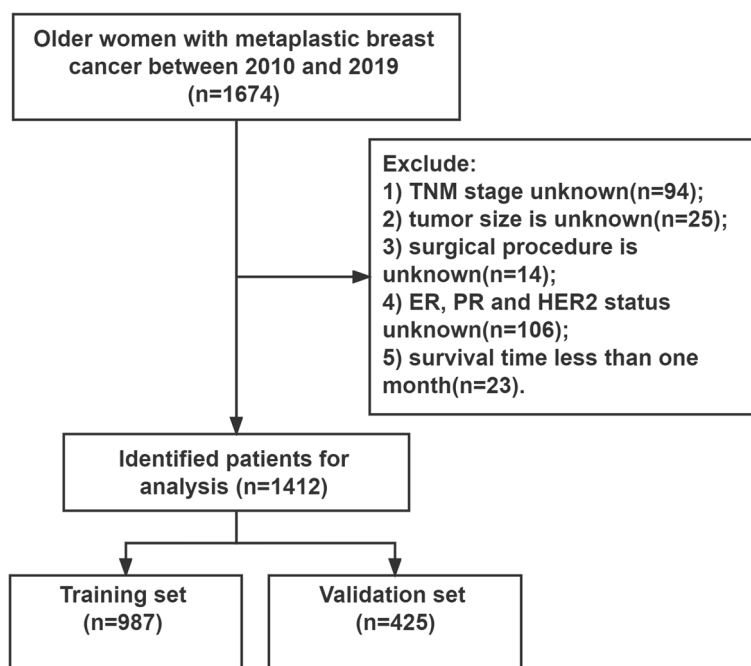 Older women with metaplastic breast
cancer between 2010 and 2019
(n=1674)
Exclude:
1) TNM stage unknown(n=94);
2) tumor size is unknown(n=25);
3) surgical procedure is
unknown(n=14);
4) ER, PR and HER2 status
unknown(n=106);
5) survival time less than one
month(n=23).
Identified patients for
analysis (n=1412)
Training set
(n=987)
Validation set
(n=425)